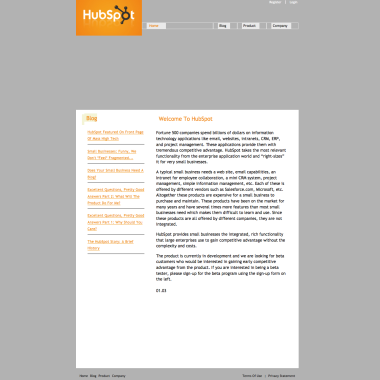 Register | Login
HubSpot
Home
Blog
Product
Company
Blog
HubSpot Featured On Front Page
Of Mass High Tech
Small Businesses: Funny, We
Don't "Feel" Fragmented...
Does Your Small Business Need a
Blog?
Questions, Pretty Good
Answers Part 2: What Will The
Product Do For Me?
Questions, Pretty Good
Answers Part 1: Why Should You
Care?
The HubSpot Story: A Brief
History
Welcome To HubSpot
Fortune 500 companies spend billions of dollars on information
technology applications like email, websites, intranets, CRM, ERP,
and project management. These applications provide them with
tremendous competitive advantage. HubSpot takes the most relevant
functionality from the enterprise application world and "right-sizes"
it for very small businesses.
A typical small business needs a web site, email capabilities, an
intranet for employee collaboration, a mini CRM system, project
management, simple information management, etc. Each of these is
offered by different vendors such as Salesforce.com, Microsoft, etc.
Altogether these products are expensive for a small business to
purchase and maintain. These products have been on the market for
many years and have several times more features than most small
businesses need which makes them difficult to learn and use. Since
these products are all offered by different companies, they are not
integrated.
HubSpot provides small businesses the integrated, rich functionality
that large enterprises use to gain competitive advantage without the
complexity and costs.
The product is currently in development and we are looking for beta
customers who would be interested in gaining early competitive
advantage from the product. If you are interested in being a beta
tester, please sign-up for the beta program using the sign-up form on
the left.
01.03
Home Blog Product Company
Terms Of Use | Privacy Statement